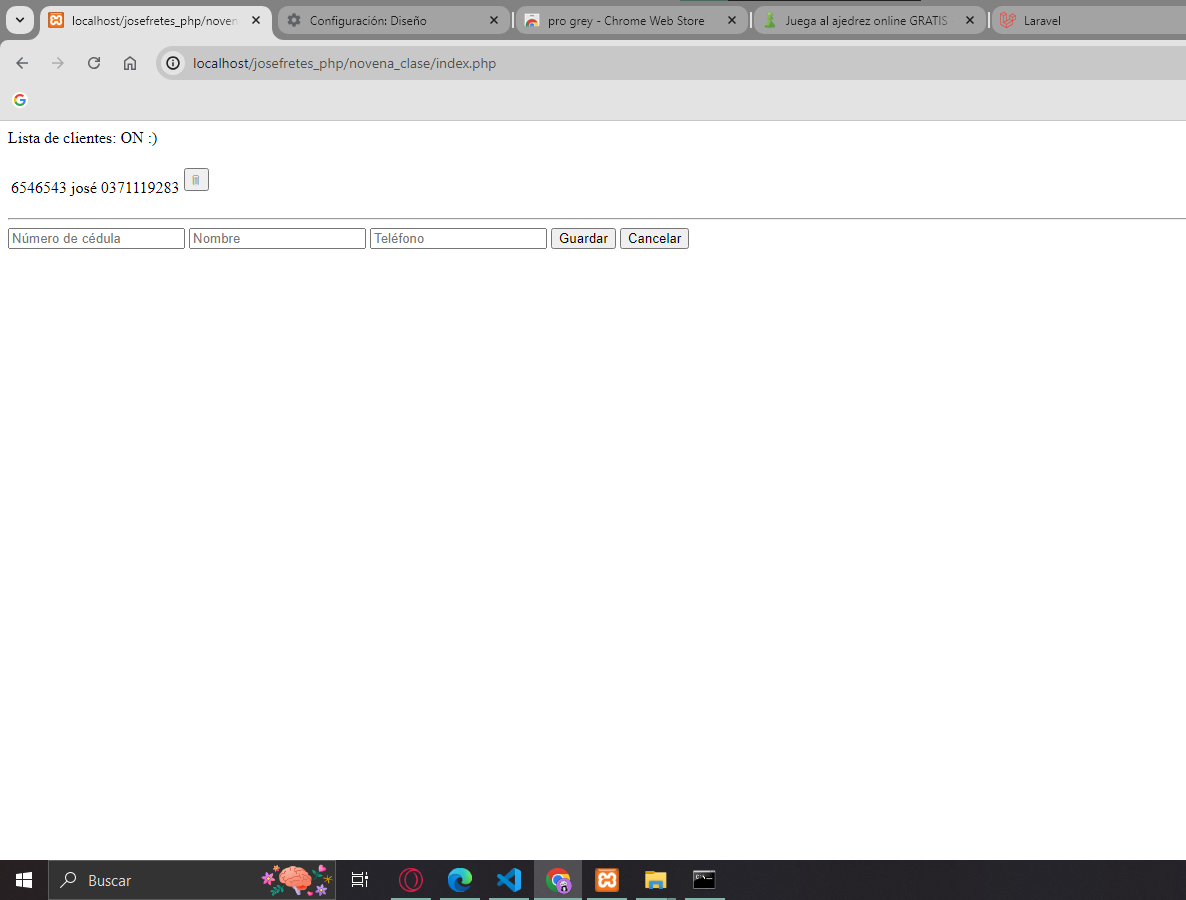 localhost/josefretes_php/noven
Configuración: Diseño
pro grey - Chrome Web Store
Juega al ajedrez online GRATIS
Laravel
localhost/josefretes_php/novena_clase/index.php
Lista de clientes: ON :)
6546543 josé 0371119283
Número de cédula Nombre Teléfono Guardar Cancelar
Buscar